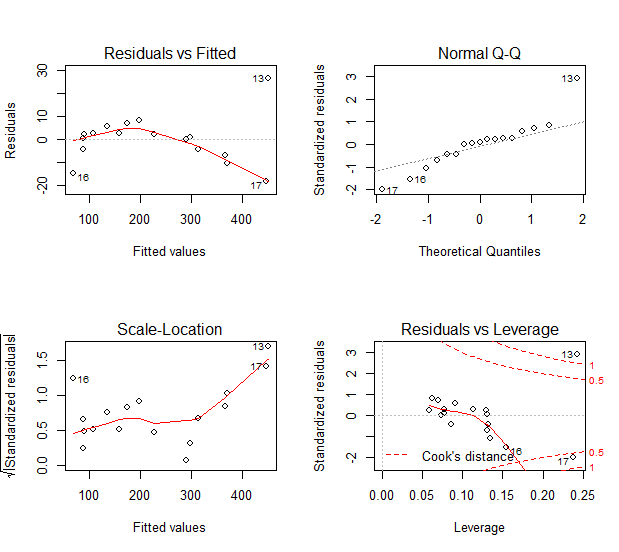 Residuals vs Fitted
Residuals
30
10
0
-20
13
16
17
100 200 300 400
Fitted values
Normal Q-Q
Standardized residuals
3
2
1
0
-1
-2
13
16
17
-2 -1 0 1 2
Theoretical Quantiles
Scale-Location
√|Standardized residuals|
1.5
1.0
0.5
0.0
13
16
17
100 200 300 400
Fitted values
Residuals vs Leverage
Standardized residuals
3
2
0
-2
13
1
0.5
16
0.5
17
1
Cook's distance
0.00 0.05 0.10 0.15 0.20 0.25
Leverage